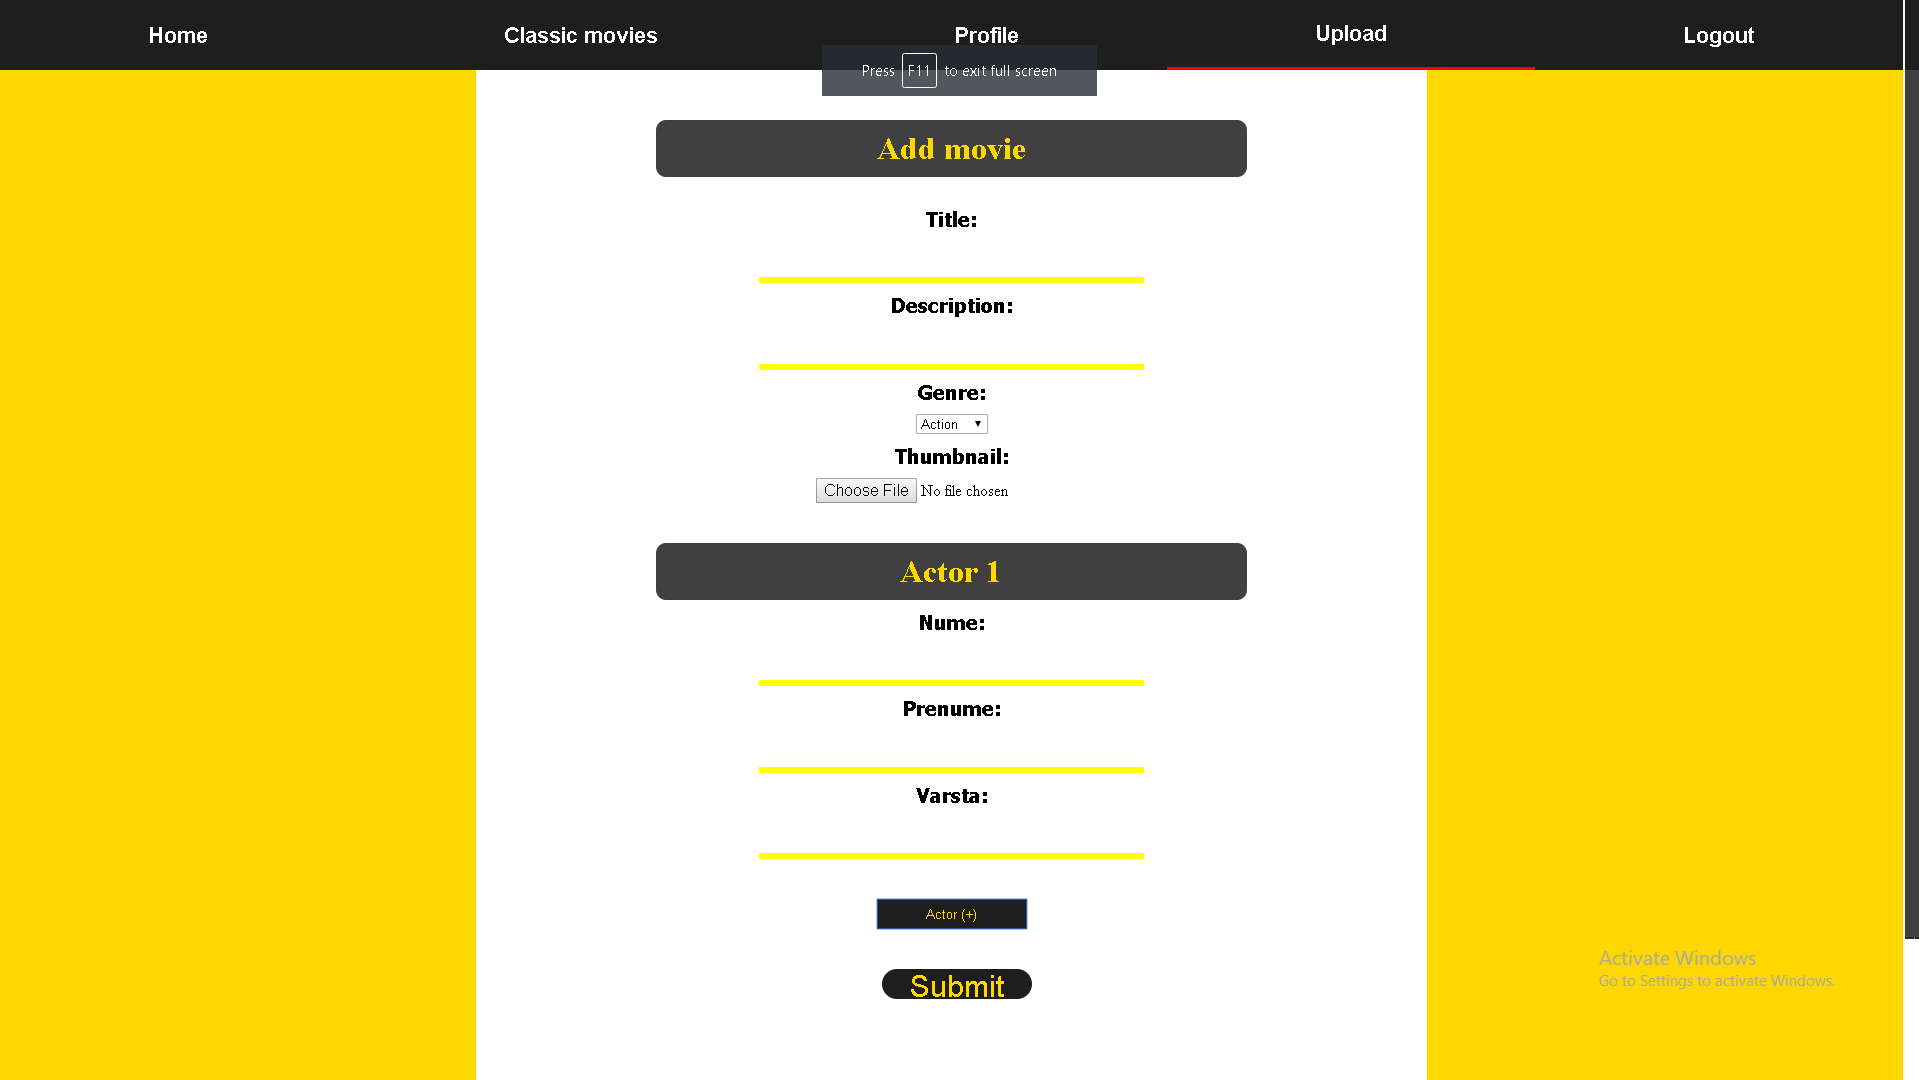 Home Classic movies Profile Upload Logout
Press F11 to exit full screen
Add movie
Title:
Description:
Genre:
Action
Thumbnail:
Choose File No file chosen
Actor 1
Nume:
Prenume:
Varsta:
Actor (+)
Submit
Activate Windows
Go to Settings to activate Windows.